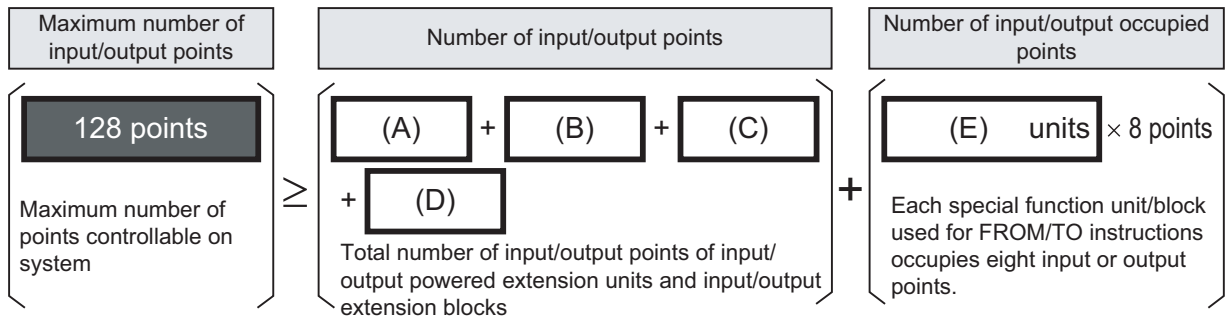 Maximum number of
input/output points
Number of input/output points
Number of input/output occupied
points
128 points
≥
(A) + (B) + (C)
+ (D)
+
(E) units × 8 points
Maximum number of
points controllable on
system
Total number of input/output points of input/
output powered extension units and input/output
extension blocks
Each special function unit/block
used for FROM/TO instructions
occupies eight input or output
points.